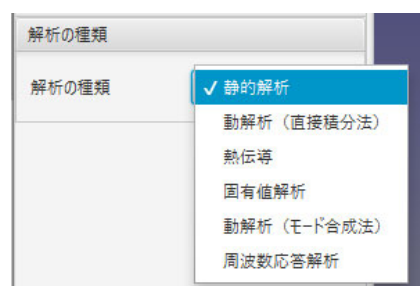 解析の種類
解析の種類
✓ 静的解析
動解析（直接積分法）
熱伝導
固有値解析
動解析（モード合成法）
周波数応答解析